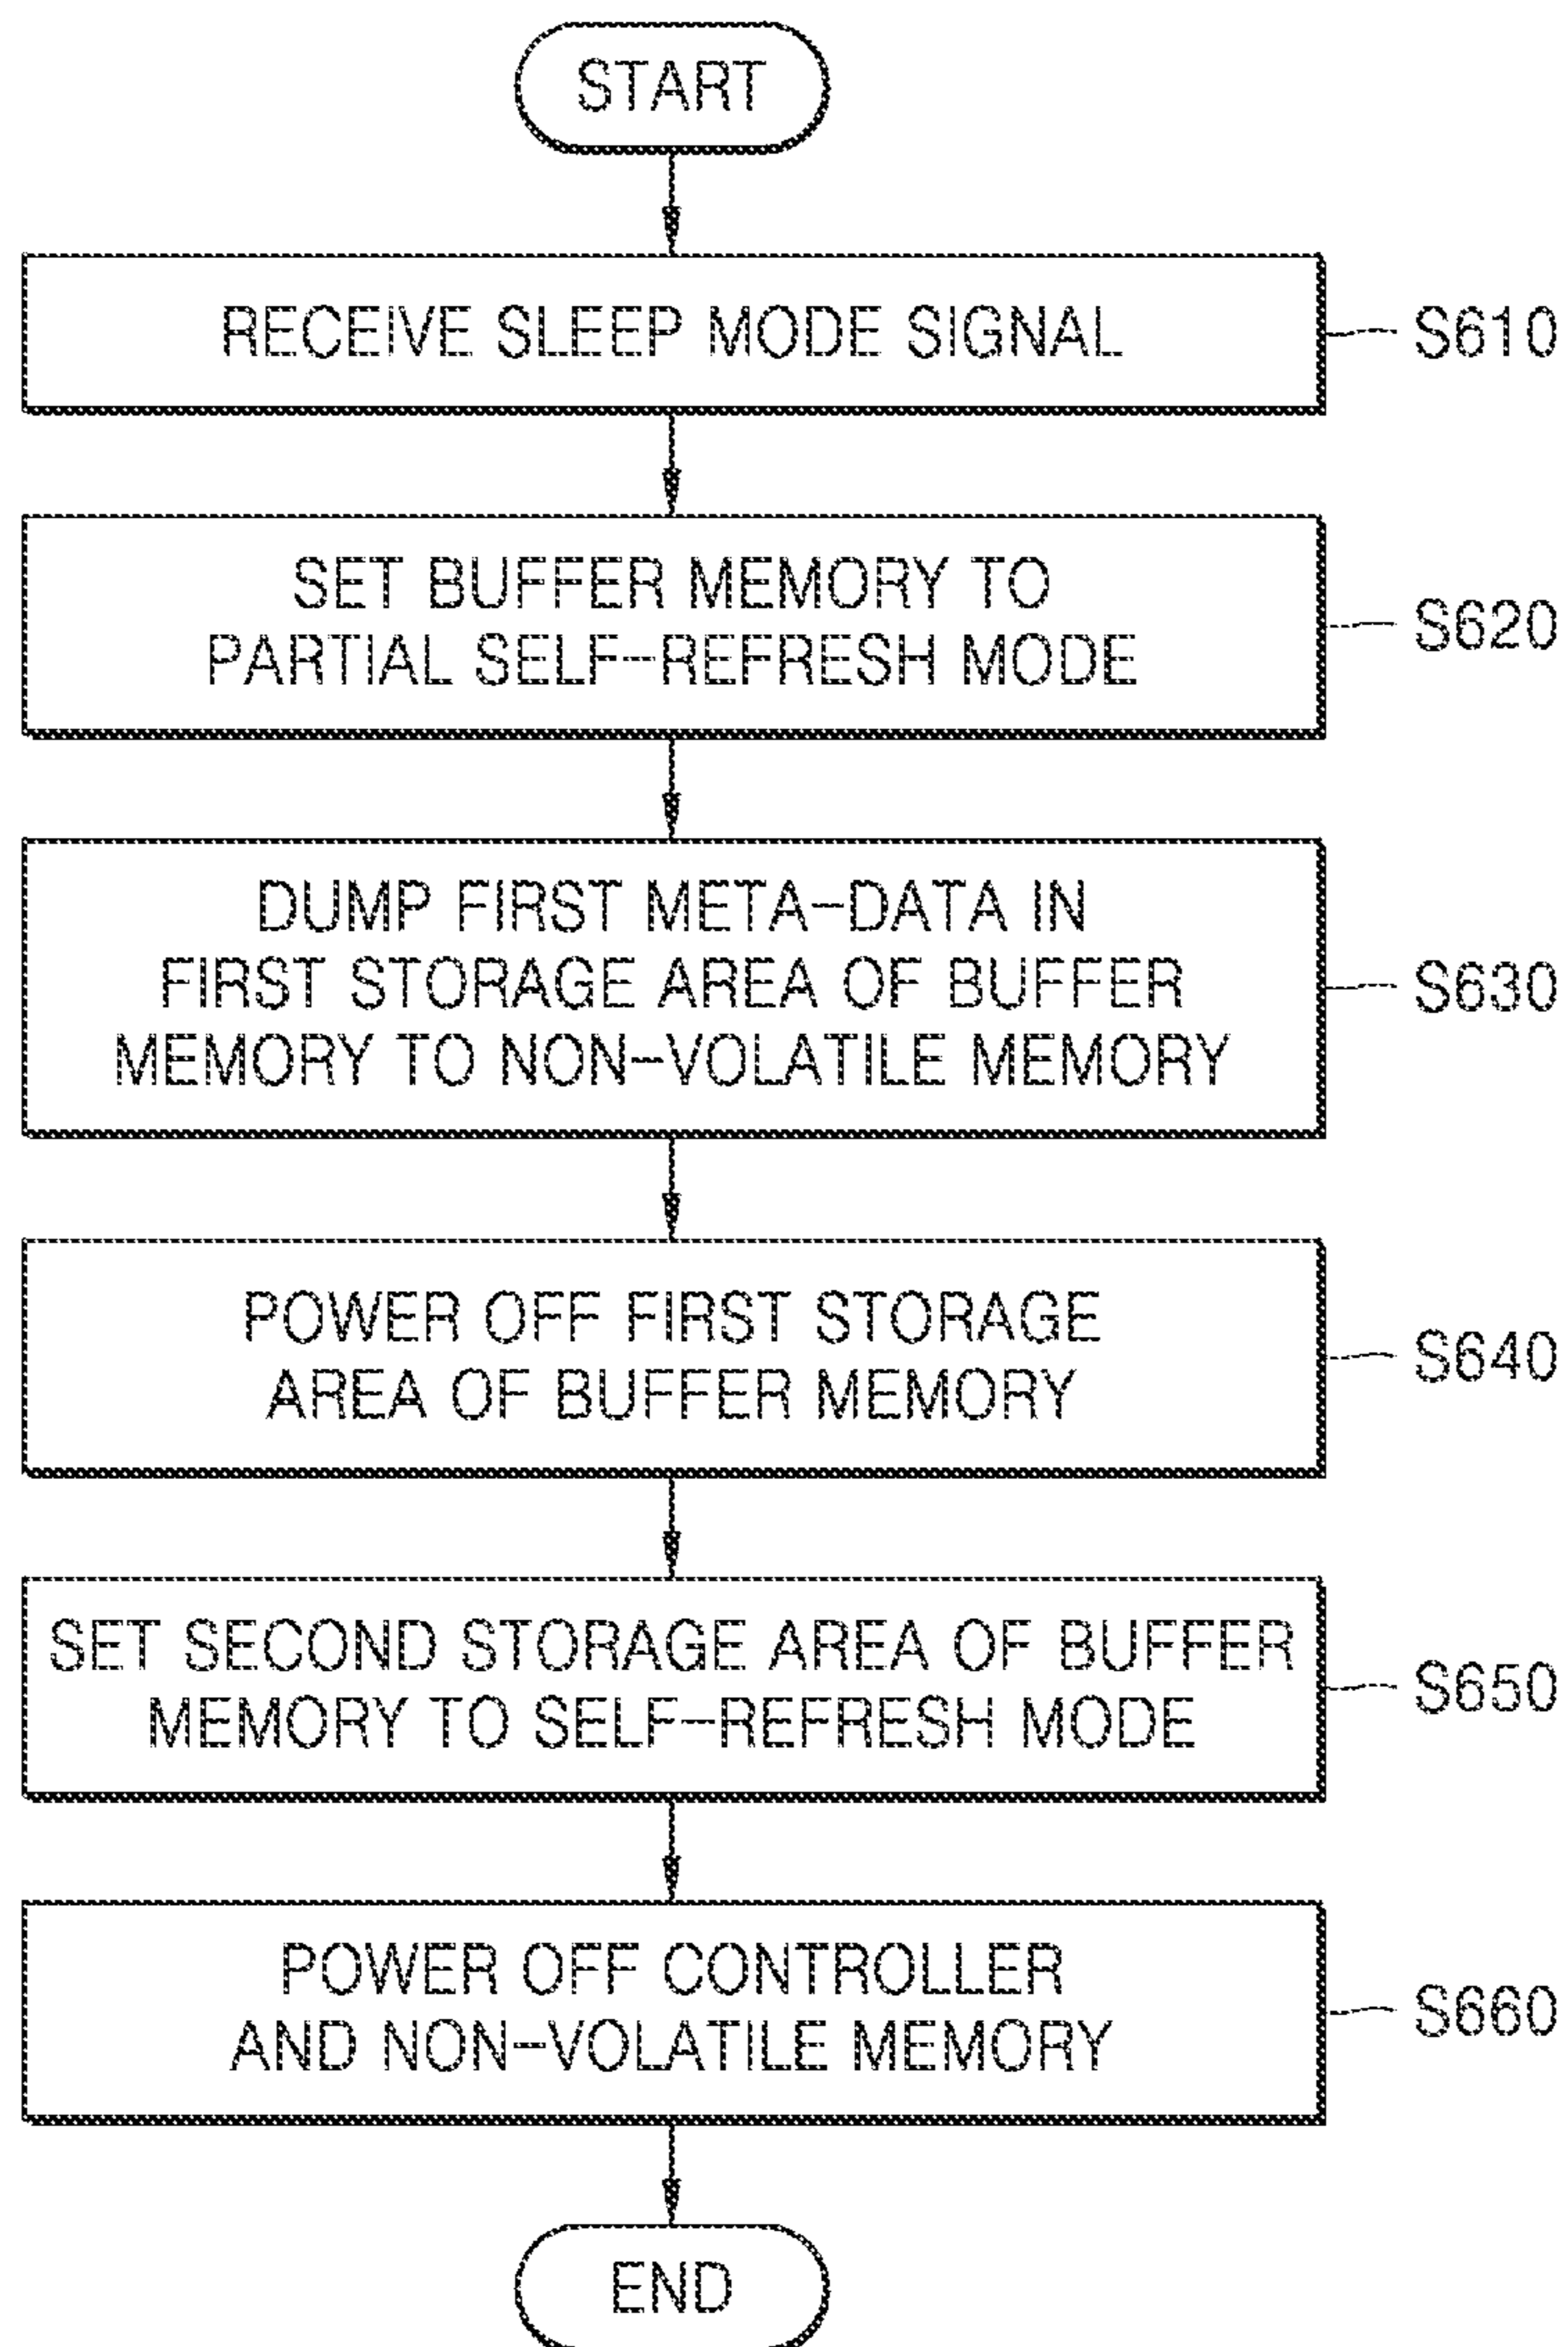 START
RECEIVE SLEEP MODE SIGNAL
S610
SET BUFFER MEMORY TO
PARTIAL SELF-REFRESH MODE
S620
DUMP FIRST META-DATA IN
FIRST STORAGE AREA OF BUFFER
MEMORY TO NON-VOLATILE MEMORY
S630
POWER OFF FIRST STORAGE
AREA OF BUFFER MEMORY
S640
SET SECOND STORAGE AREA OF BUFFER
MEMORY TO SELF-REFRESH MODE
S650
POWER OFF CONTROLLER
AND NON-VOLATILE MEMORY
S660
END